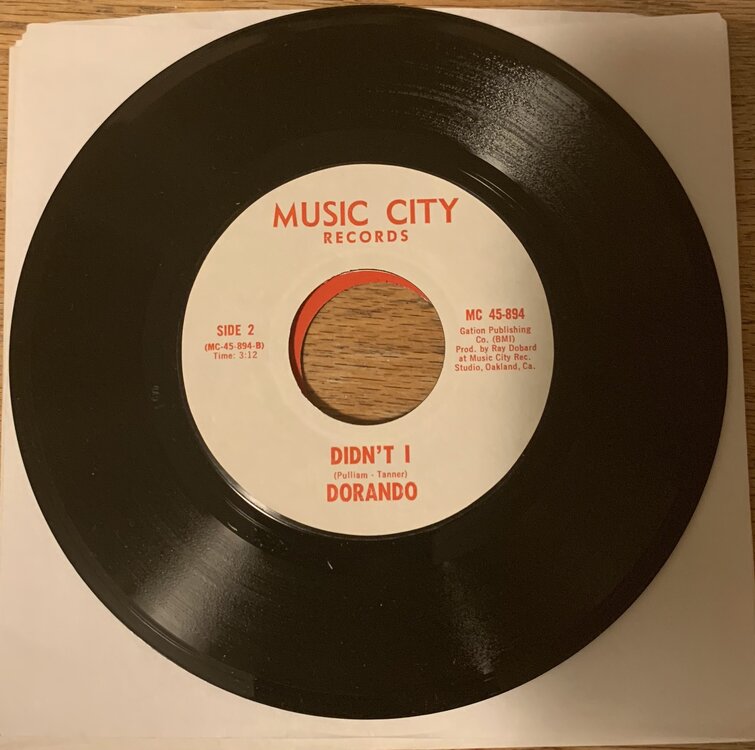 MUSIC CITY
RECORDS
SIDE 2
(MC-45-894-B)
Time: 3:12
MC 45-894
Gation Publishing
Co. (BMI)
Prod. by Ray Dobard
at Music City Rec.
Studio, Oakland, Ca.
DIDN'T I
(Pulliam - Tanner)
DORANDO